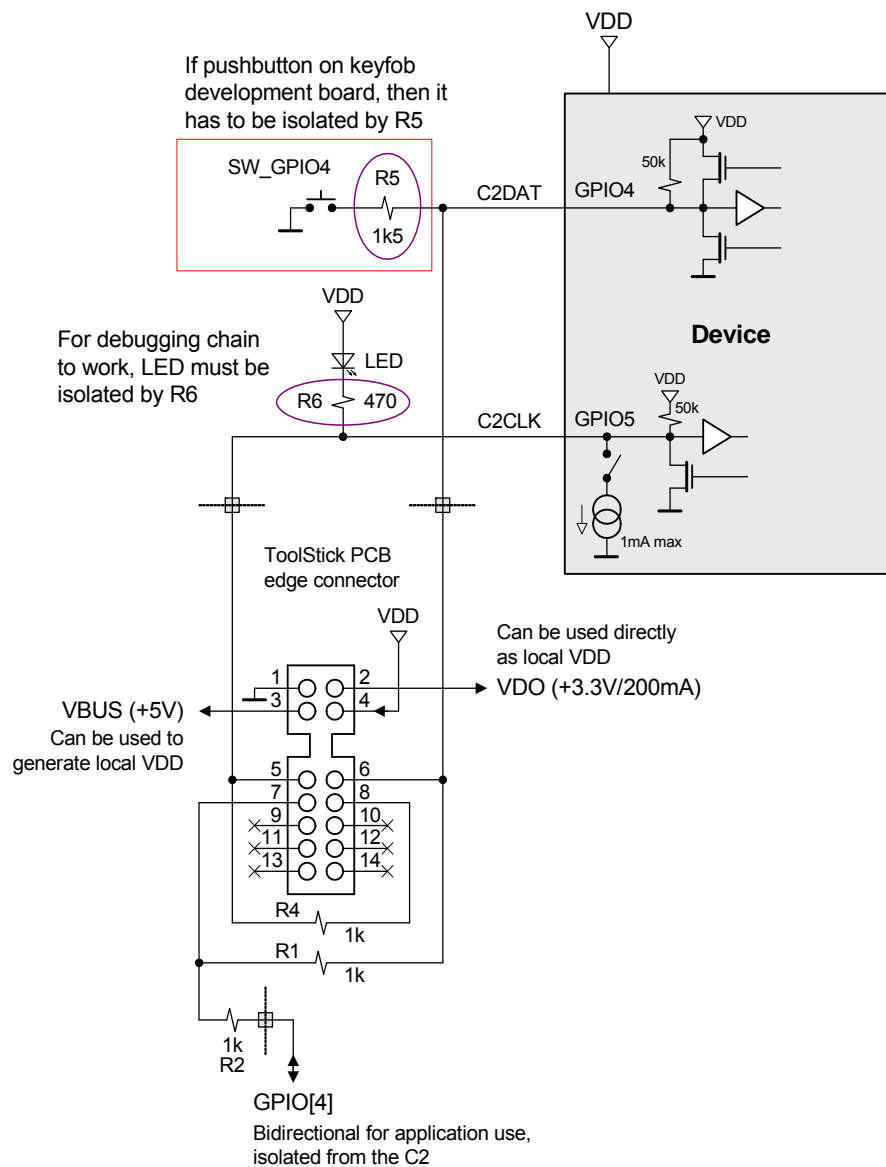 VDD
If pushbutton on keyfob
development board, then it
has to be isolated by R5
SW_GPIO4
R5
1k5
C2DAT
GPIO4
VDD
50k
VDD
For debugging chain
to work, LED must be
isolated by R6
LED
R6
470
Device
C2CLK
GPIO5
VDD
50k
1mA max
ToolStick PCB
edge connector
VDD
Can be used directly
as local VDD
VDO (+3.3V/200mA)
VBUS (+5V)
Can be used to
generate local VDD
1 2
3 4
5 6
7 8
9 10
11 12
13 14
R4
1k
R1
1k
1k
R2
GPIO[4]
Bidirectional for application use,
isolated from the C2